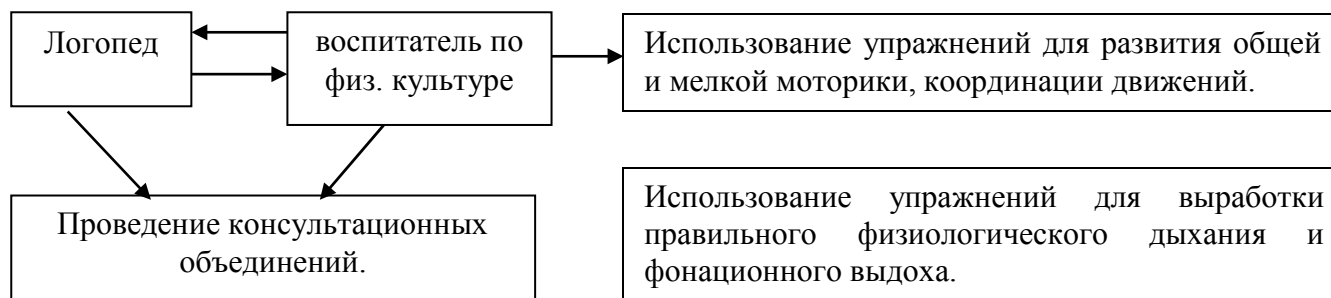 Логопед
воспитатель по
физ. культуре
Использование упражнений для развития общей
и мелкой моторики, координации движений.
Проведение консультационных
объединений.
Использование упражнений для выработки
правильного физиологического дыхания и
фонационного выдоха.